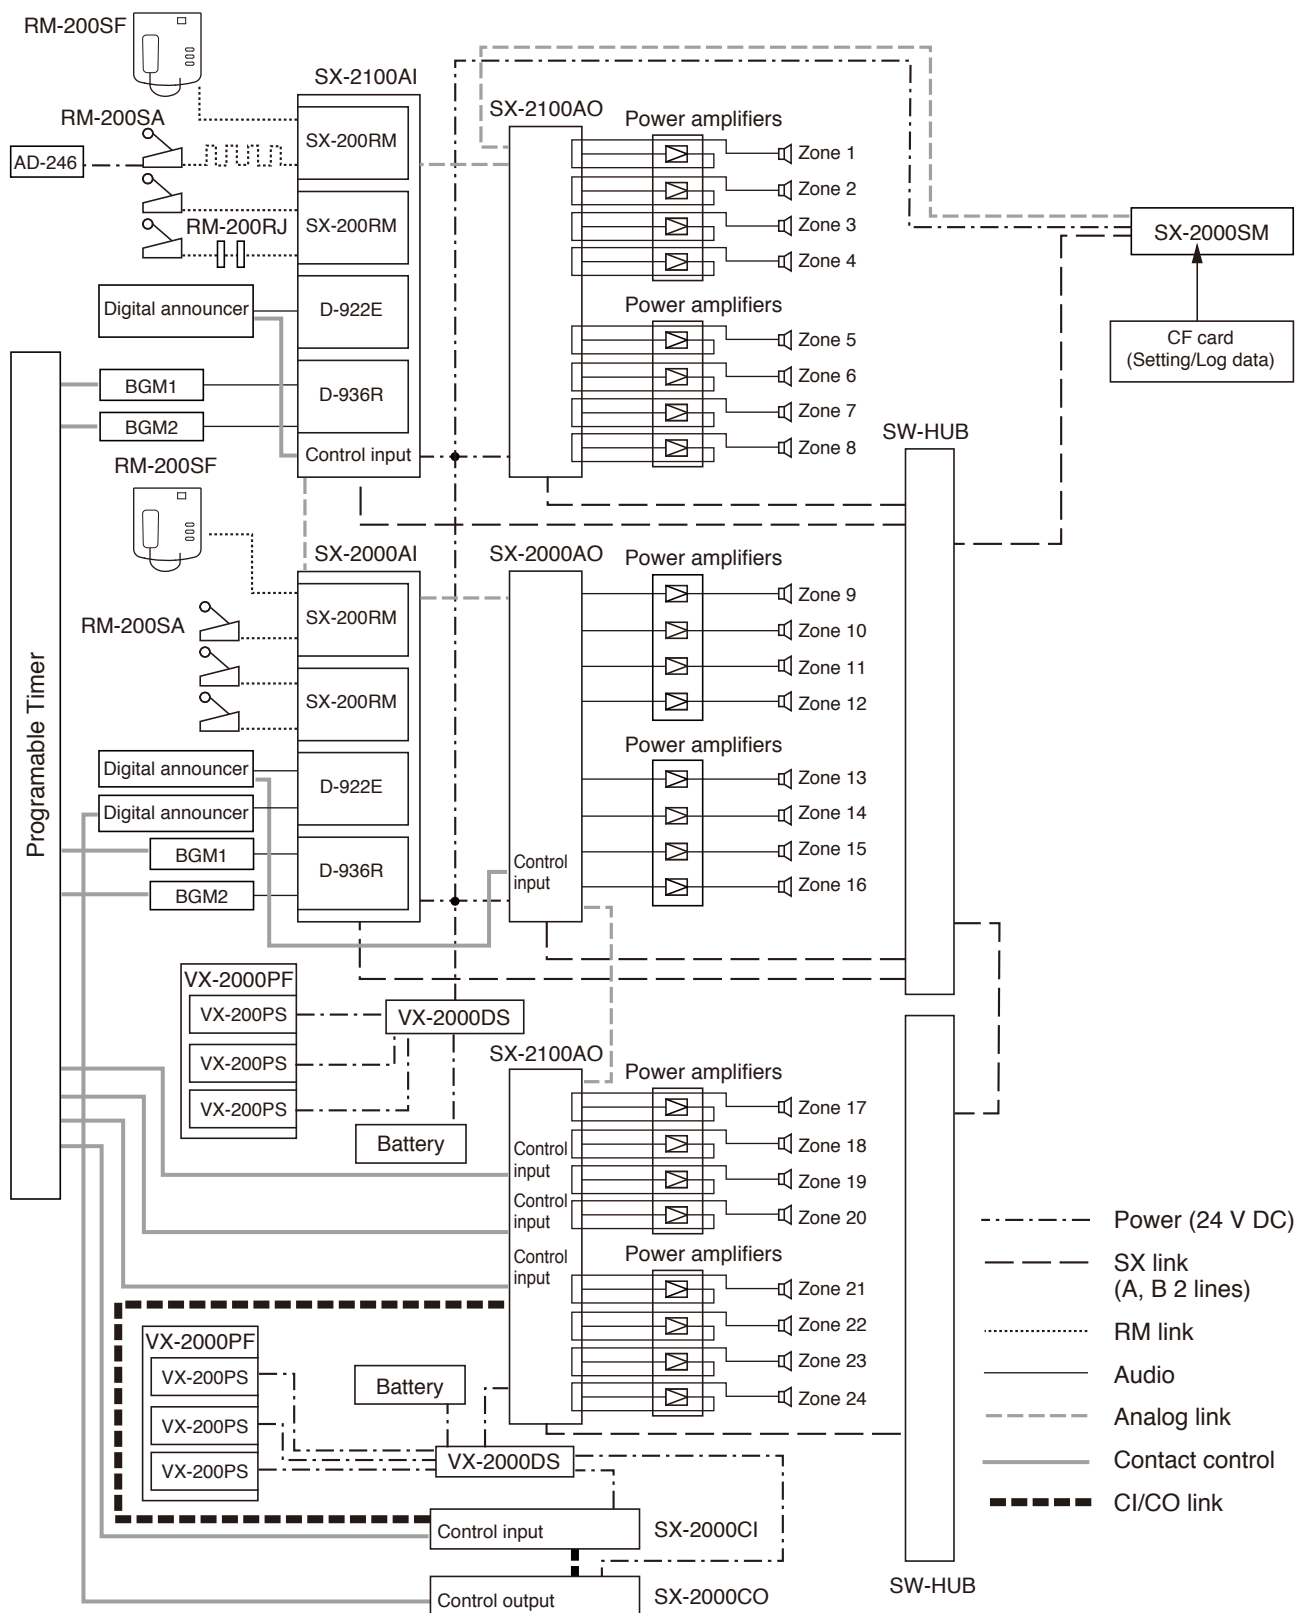 RM-200SF
SX-2100AI
SX-2100AO
Power amplifiers
RM-200SA
SX-200RM
AD-246
Zone 1
Zone 2
RM-200RJ
SX-200RM
Zone 3
Zone 4
SX-2000SM
Digital announcer
D-922E
Power amplifiers
Zone 5
CF card
(Setting/Log data)
BGM1
D-936R
Zone 6
BGM2
Zone 7
SW-HUB
Control input
Zone 8
RM-200SF
SX-2000AI
SX-2000AO
Power amplifiers
Zone 9
RM-200SA
SX-200RM
Zone 10
Zone 11
SX-200RM
Zone 12
Programable Timer
Power amplifiers
Digital announcer
D-922E
Zone 13
Digital announcer
Zone 14
BGM1
D-936R
Zone 15
BGM2
Control
input
Zone 16
VX-2000PF
VX-200PS
VX-2000DS
VX-200PS
SX-2100AO
Power amplifiers
VX-200PS
Zone 17
Battery
Control
input
Zone 18
Zone 19
Control
input
Zone 20
Control
input
Power amplifiers
Zone 21
Zone 22
Zone 23
Zone 24
VX-2000PF
VX-200PS
Battery
VX-200PS
VX-2000DS
VX-200PS
Control input
SX-2000CI
Control output
SX-2000CO
SW-HUB
Power (24 V DC)
SX link
(A, B 2 lines)
RM link
Audio
Analog link
Contact control
CI/CO link